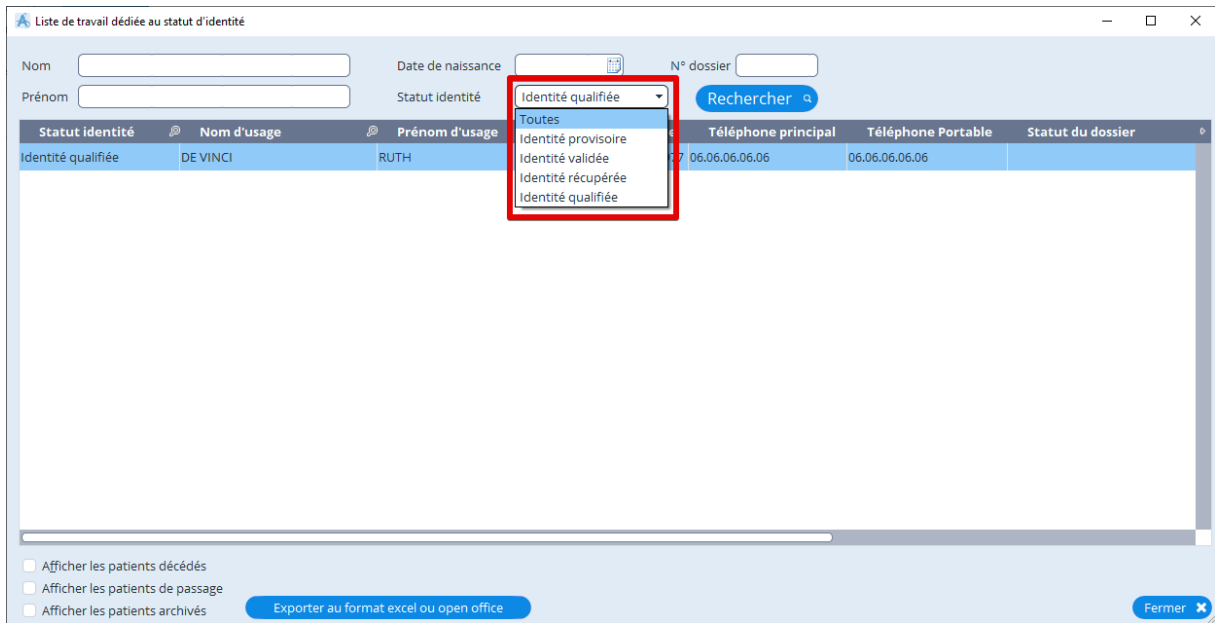 Liste de travail dédiée au statut d'identité
Nom Date de naissance N° dossier
Prénom Statut identité Identité qualifiée Rechercher
Toutes
Identité provisoire
Identité validée
Identité récupérée
Identité qualifiée
Statut identité Nom d'usage Prénom d'usage Téléphone principal Téléphone Portable Statut du dossier
Identité qualifiée DE VINCI RUTH 06.06.06.06.06 06.06.06.06.06
Afficher les patients décédés
Afficher les patients de passage
Afficher les patients archivés Exporter au format excel ou open office Fermer